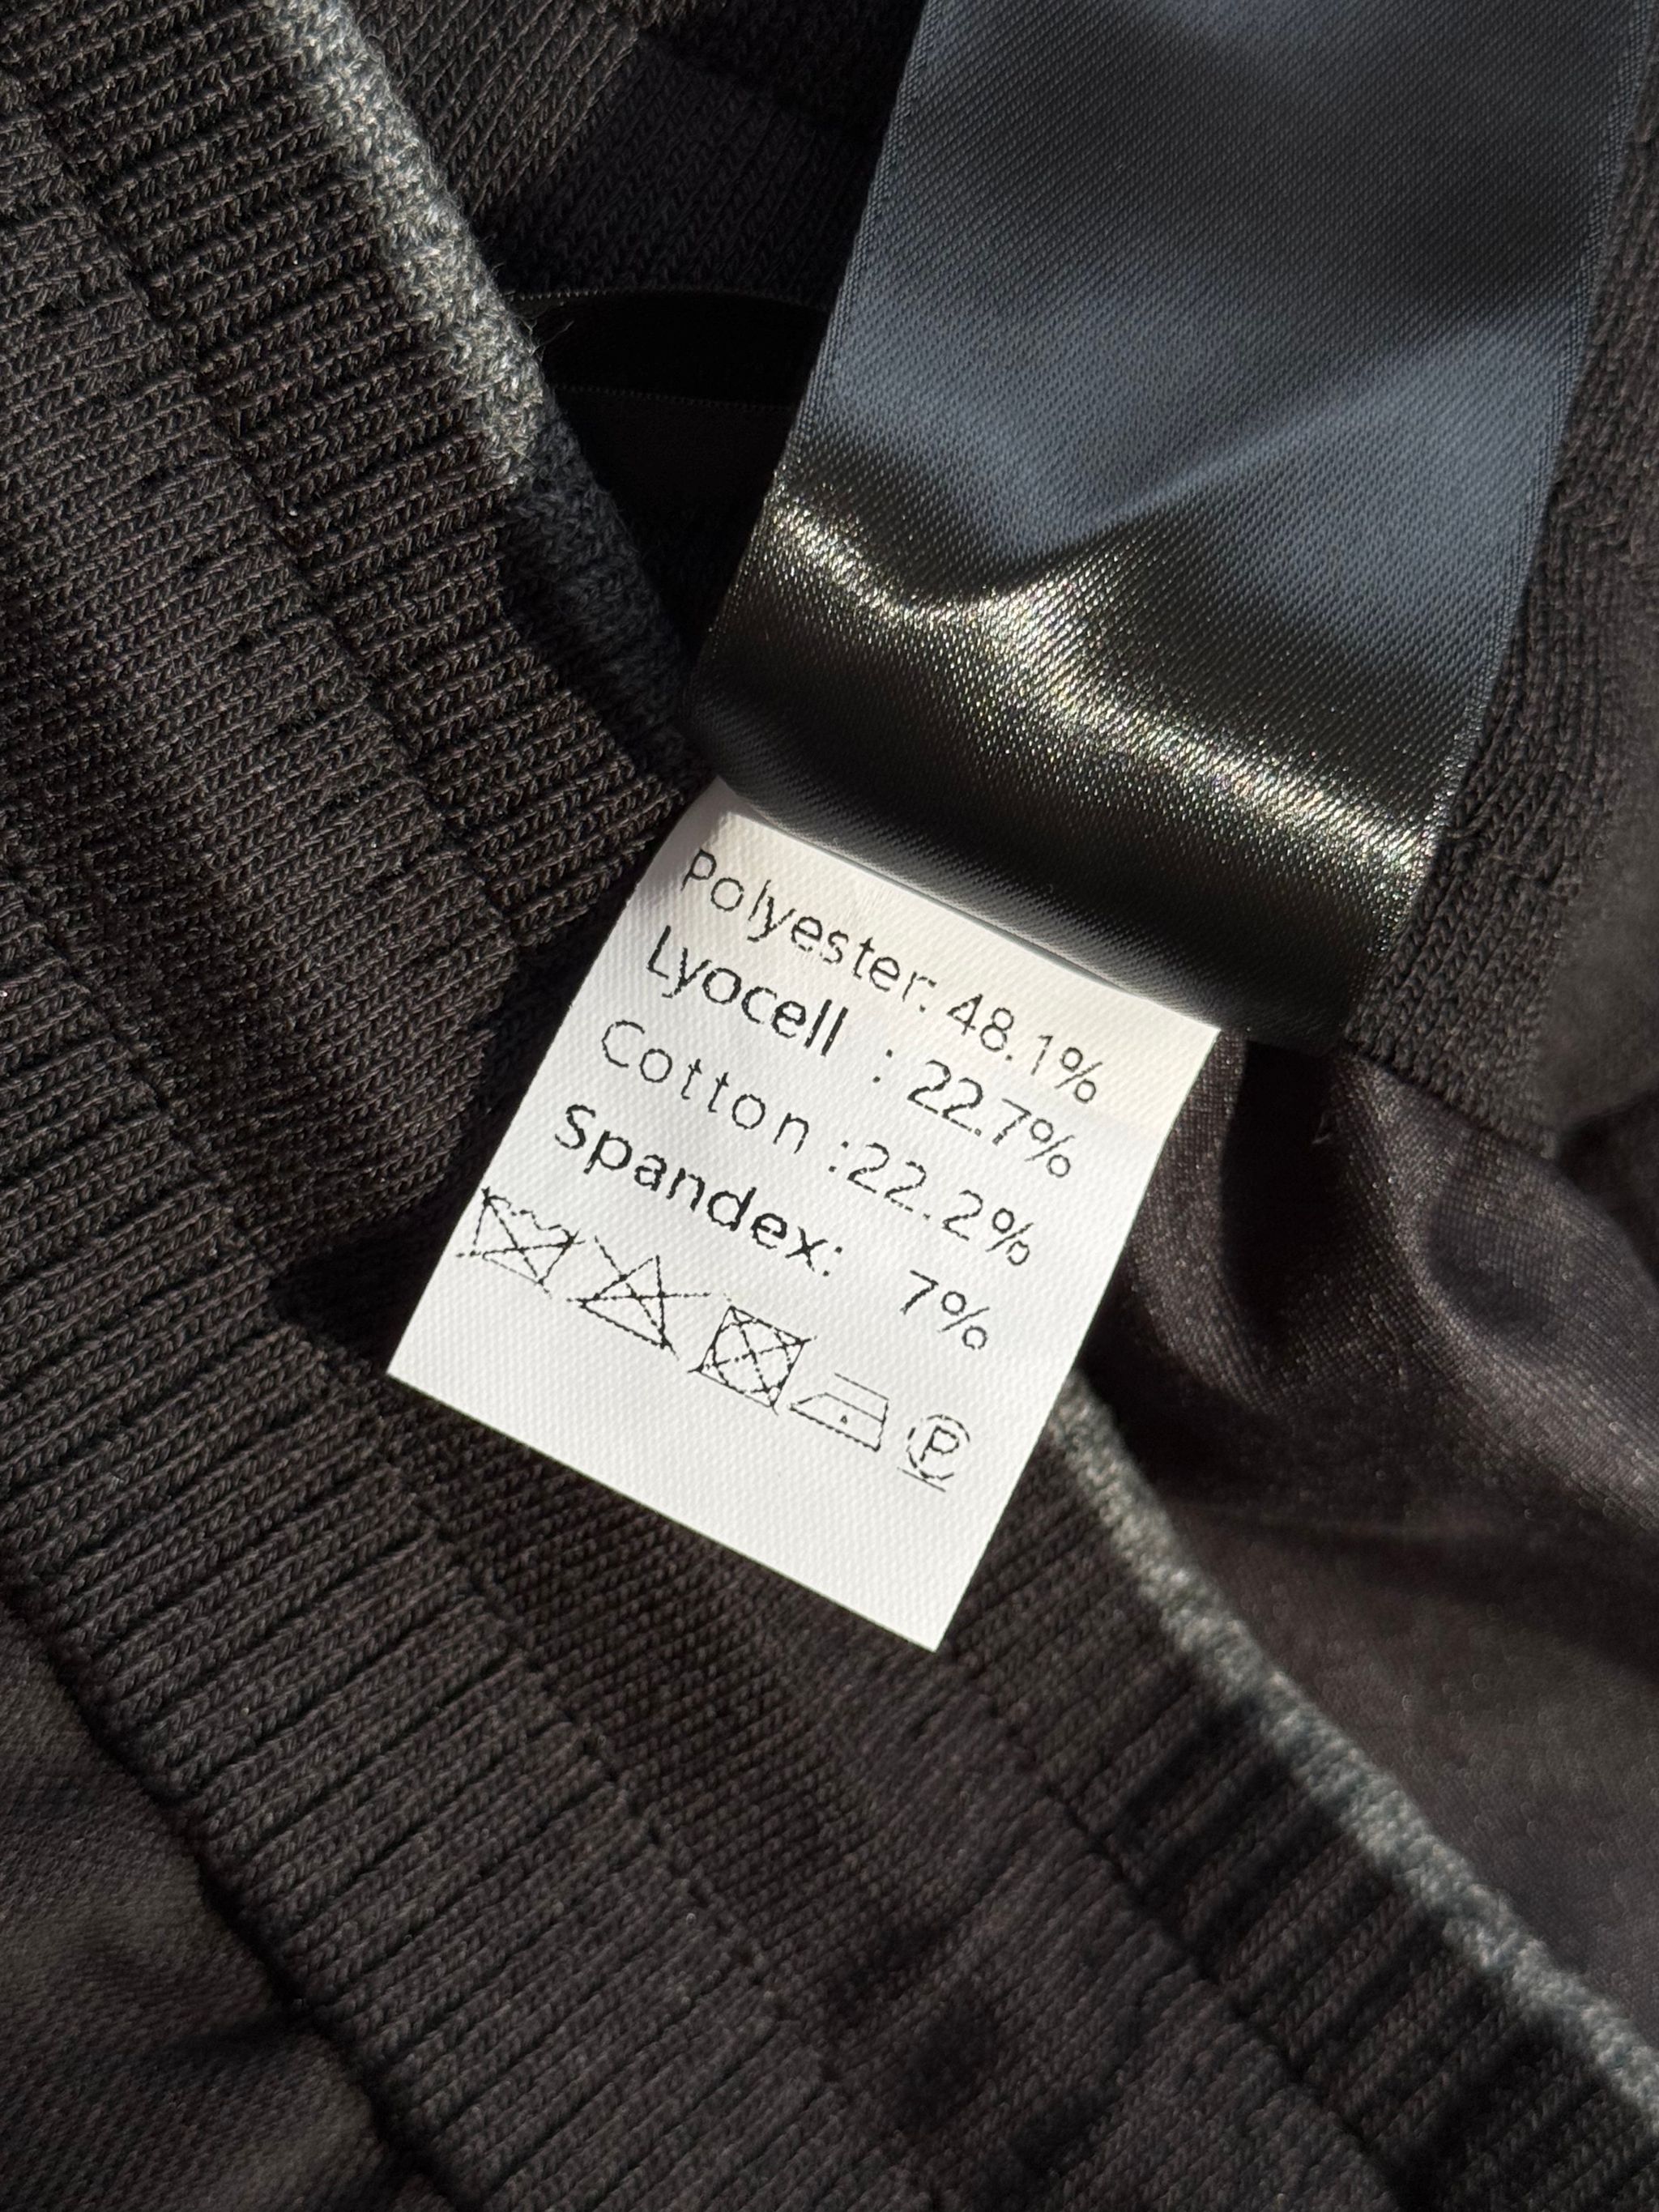 Polyester: 48.1%
Lyocell : 22.7%
Cotton :22.2%
Spandex: 7%
P